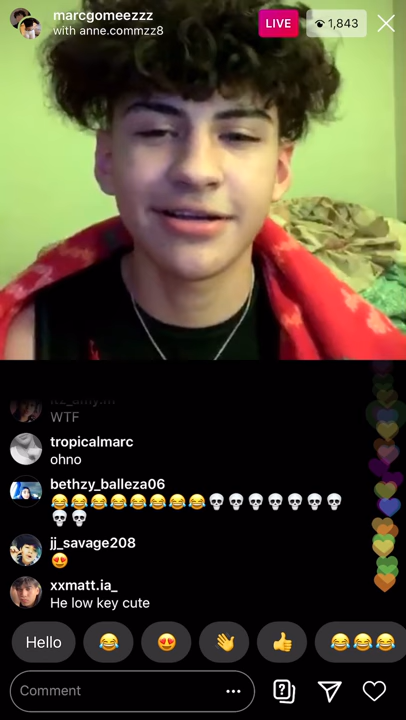 marcgomeezzz
with anne.commzz8
LIVE
1,843
WTF
tropicalmarc
ohno
bethzy_balleza06
😂😂😂😂😂😂😂😂😂💀💀💀💀💀💀💀
💀💀
jj_savage208
😍
xxmatt.ia_
He low key cute
Hello
😂
😍
👋
👍
😂😂😂
Comment